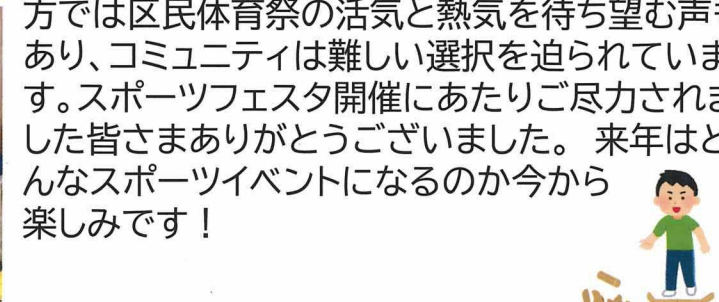 方では区民体育祭の活気と熱気を待ち望む声
あり、コミュニティは難しい選択を迫られていま
す。スポーツフェスタ開催にあたりご尽力されま
した皆さまありがとうございました。 来年はど
んなスポーツイベントになるのか今から
楽しみです！